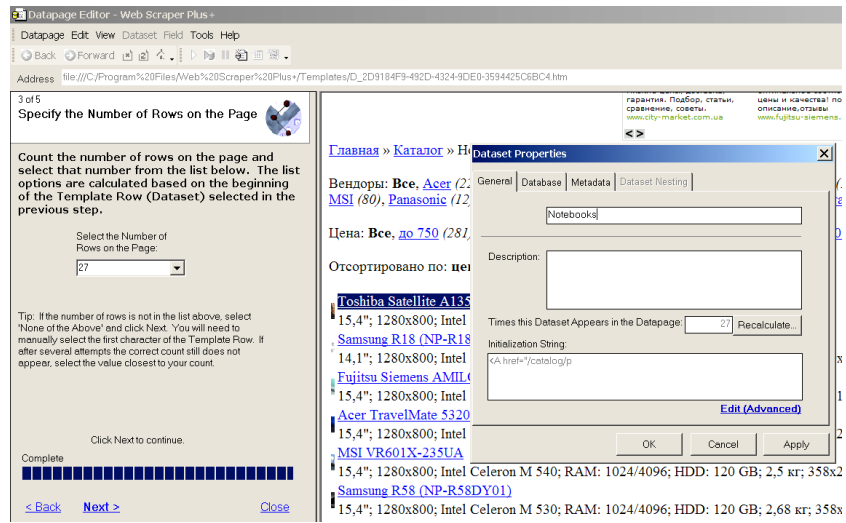 Datapage Editor - Web Scraper Plus+
Datapage Edit View Dataset Field Tools Help
Back Forward
Address file:///C:/Program%20Files/Web%20Scraper%20Plus+/Templates/D_2D9184F9-492D-4324-9DE0-3594425C6BC4.htm
3 of 5
Specify the Number of Rows on the Page
Count the number of rows on the page and
select that number from the list below. The list
options are calculated based on the beginning
of the Template Row (Dataset) selected in the
previous step.
Select the Number of
Rows on the Page:
27
Tip: If the number of rows is not in the list above, select
'None of the Above' and click Next. You will need to
manually select the first character of the Template Row. If
after several attempts the correct count still does not
appear, select the value closest to your count.
Click Next to continue.
Complete
< Back Next > Close
гарантия. Подбор, статьи,
сравнение, советы.
www.city-market.com.ua
цены и качества! по
описание,отзывы
www.fujitsu-siemens.
< >
Главная » Каталог » Но
Вендоры: Все, Acer (22
MSI (80), Panasonic (12
Цена: Все, до 750 (281
Отсортировано по: цен
Toshiba Satellite A135
15,4"; 1280x800; Intel
Samsung R18 (NP-R18
14,1"; 1280x800; Intel
Fujitsu Siemens AMILO
15,4"; 1280x800; Intel
Acer TravelMate 5320
15,4"; 1280x800; Intel
MSI VR601X-235UA
15,4"; 1280x800; Intel Celeron M 540; RAM: 1024/4096; HDD: 120 GB; 2,5 кг; 358x2
Samsung R58 (NP-R58DY01)
15,4"; 1280x800; Intel Celeron M 530; RAM: 1024/4096; HDD: 120 GB; 2,68 кг; 358x
Dataset Properties
General Database Metadata Dataset Nesting
Notebooks
Description:
Times this Dataset Appears in the Datapage: 27 Recalculate...
Initialization String:
<A href="/catalog/p
Edit (Advanced)
OK Cancel Apply